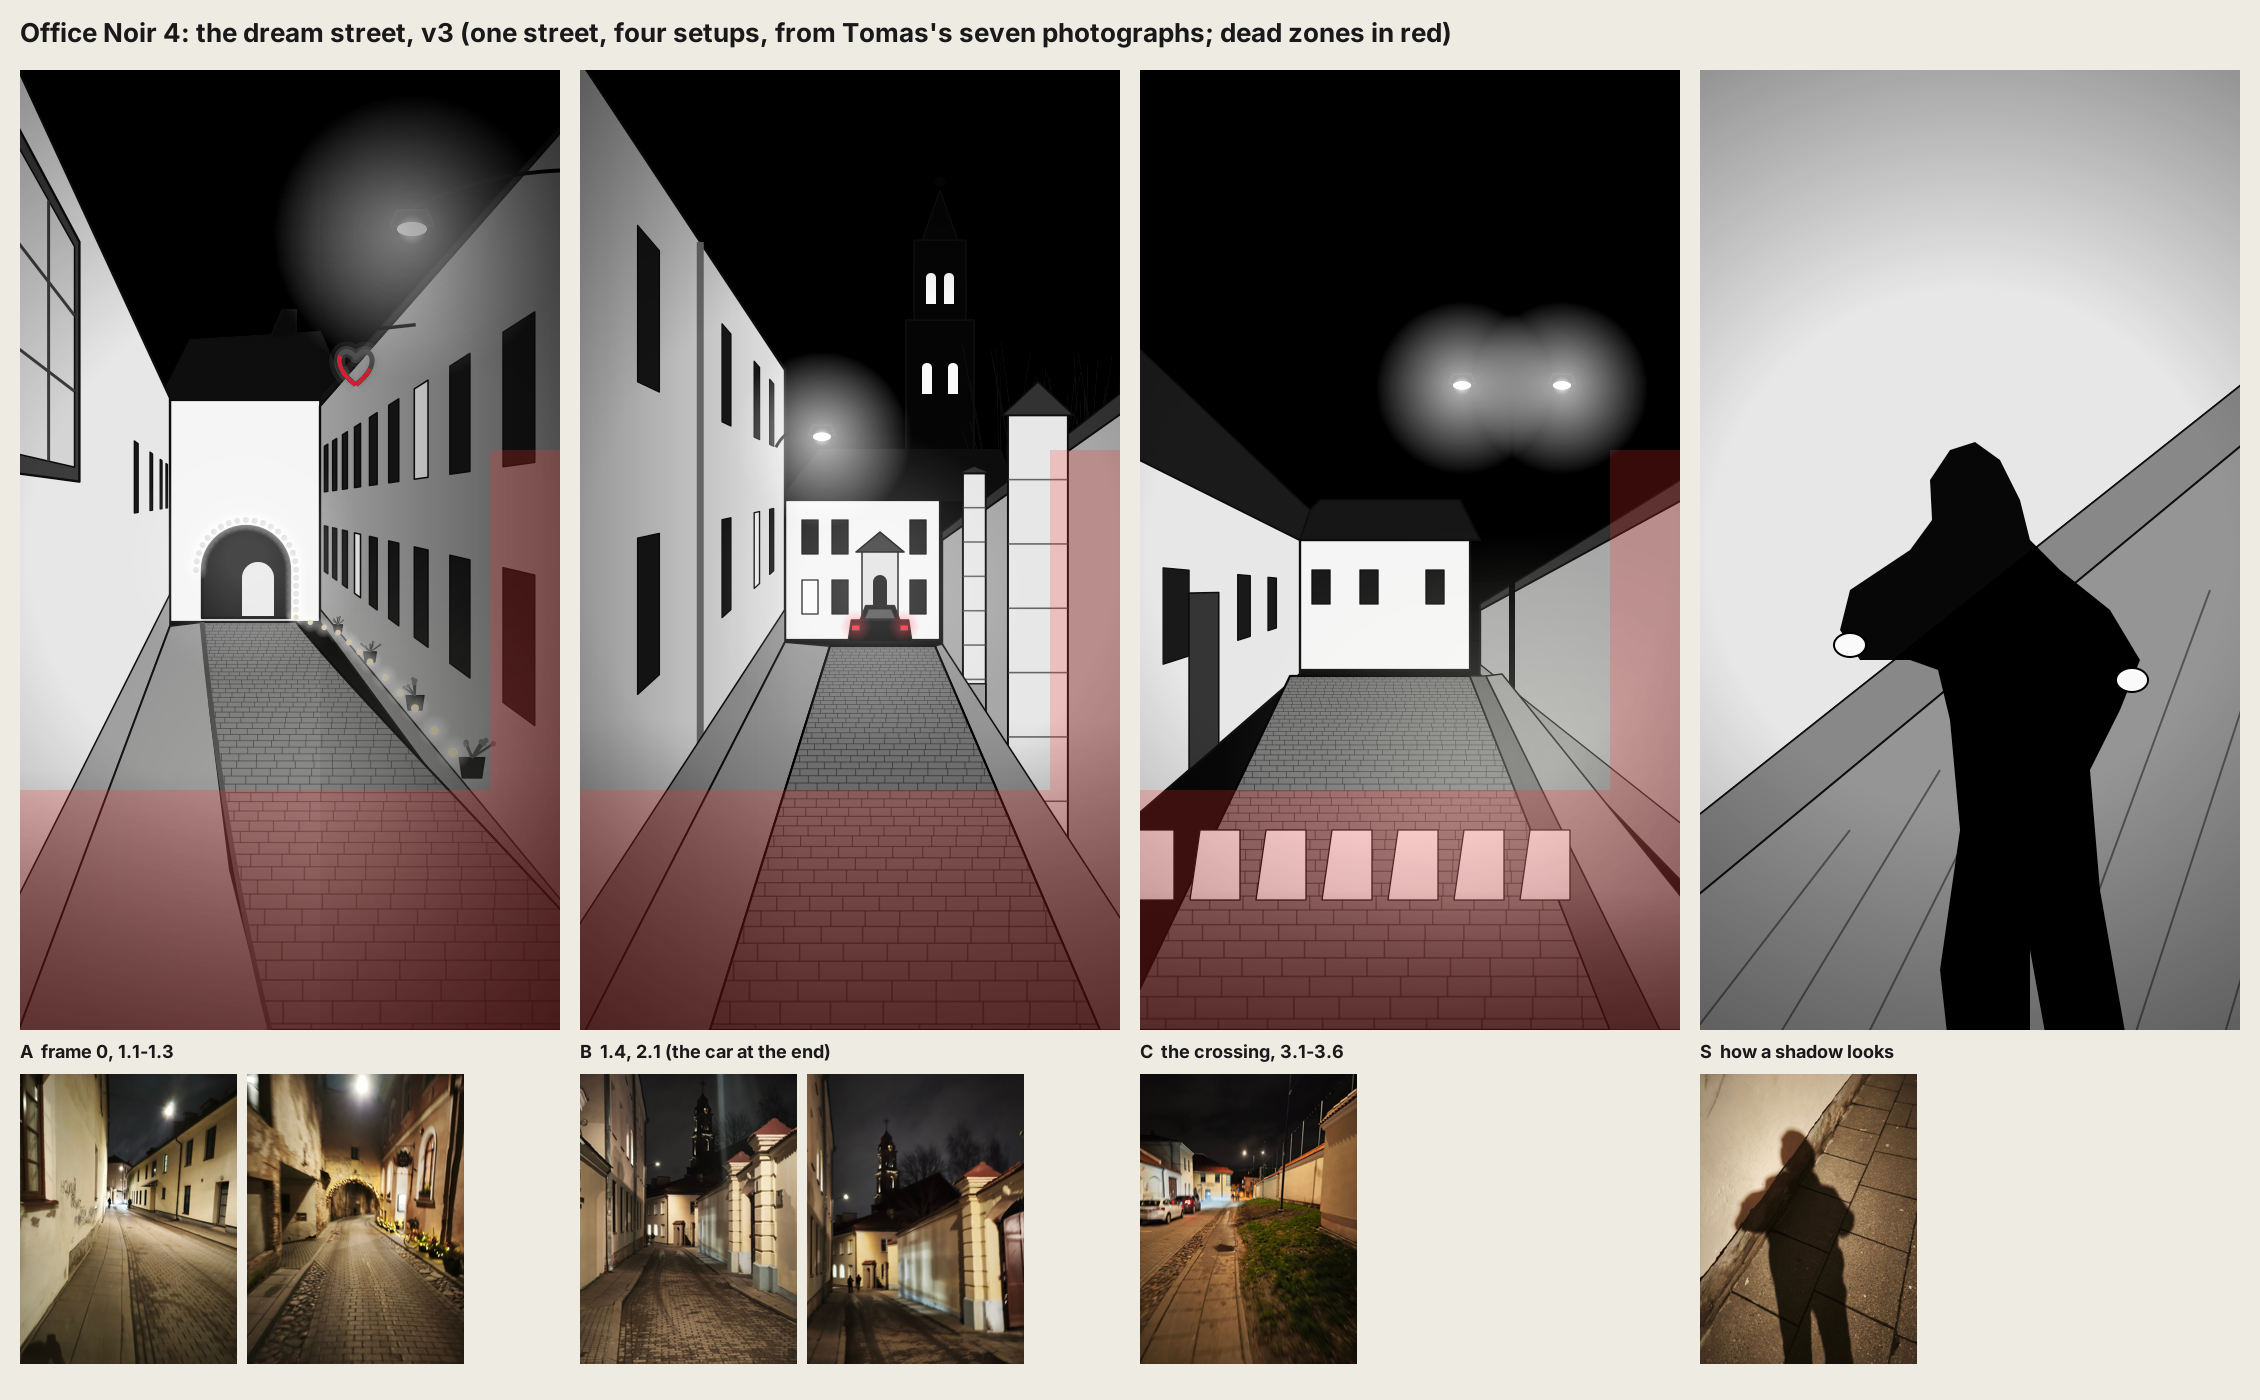 Office Noir 4: the dream street, v3 (one street, four setups, from Tomas's seven photographs; dead zones in red)
A frame 0, 1.1-1.3
B 1.4, 2.1 (the car at the end)
C the crossing, 3.1-3.6
S how a shadow looks